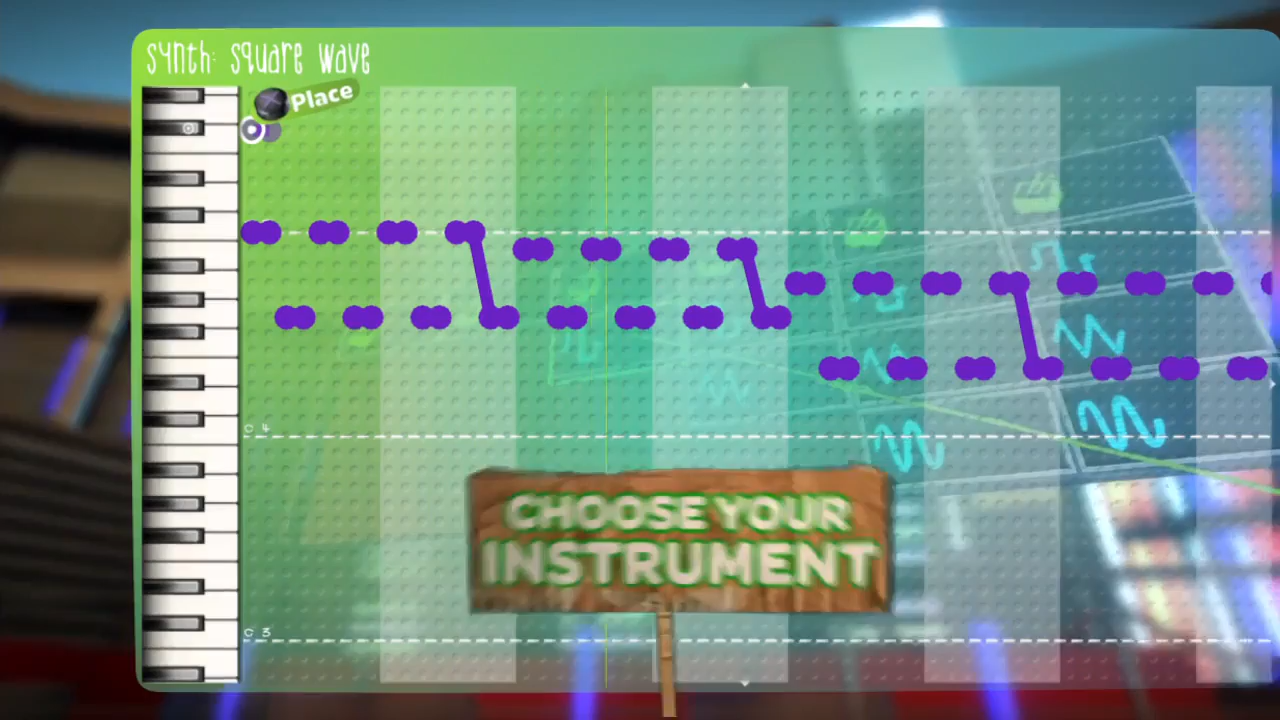 synth: square wave
Place
C 4
CHOOSE YOUR
INSTRUMENT
C 3